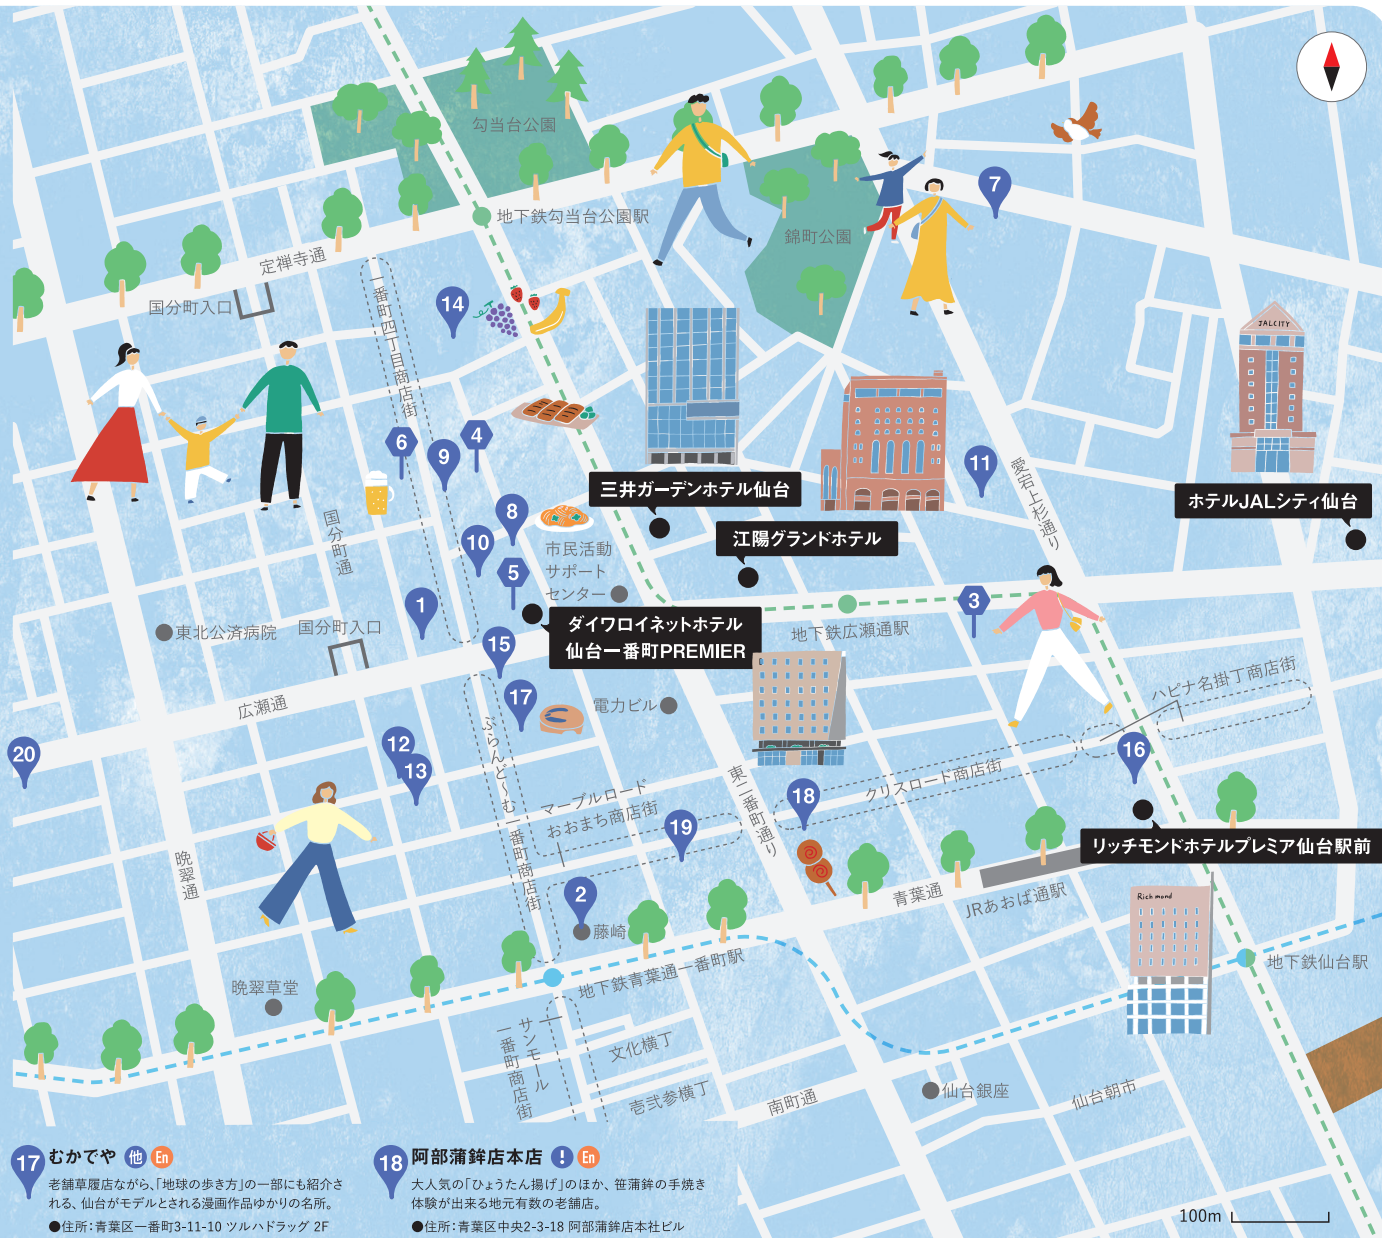 勾当台公園
地下鉄勾当台公園駅
錦町公園
7
定禅寺通
国分町入口
一番町四丁目商店街
14
JALCITY
6
9
4
11
愛宕上杉通り
三井ガーデンホテル仙台
ホテルJALシティ仙台
国分町通
8
10
江陽グランドホテル
市民活動
サポート
センター
5
1
3
東北公済病院
国分町入口
15
ダイワロイネットホテル
仙台一番町PREMIER
地下鉄広瀬通駅
広瀬通
17
電力ビル
ハピナ名掛丁商店街
20
12
13
ぶらんど〜む一番町商店街
16
マーブルロード
おおまち商店街
19
東二番町通り
18
クリスロード商店街
リッチモンドホテルプレミア仙台駅前
晩翠通
2
藤崎
青葉通
JRあおば通駅
Richmond
晩翠草堂
地下鉄青葉通一番町駅
地下鉄仙台駅
サンモール
一番町商店街
文化横丁
壱弐参横丁
南町通
仙台銀座
仙台朝市
17 むかでや 他 En
老舗草履店ながら、「地球の歩き方」の一部にも紹介さ
れる、仙台がモデルとされる漫画作品ゆかりの名所。
●住所：青葉区一番町3-11-10 ツルハドラッグ 2F
18 阿部蒲鉾店本店 ! En
大人気の「ひょうたん揚げ」のほか、笹蒲鉾の手焼き
体験が出来る地元有数の老舗店。
●住所：青葉区中央2-3-18 阿部蒲鉾店本社ビル
100m